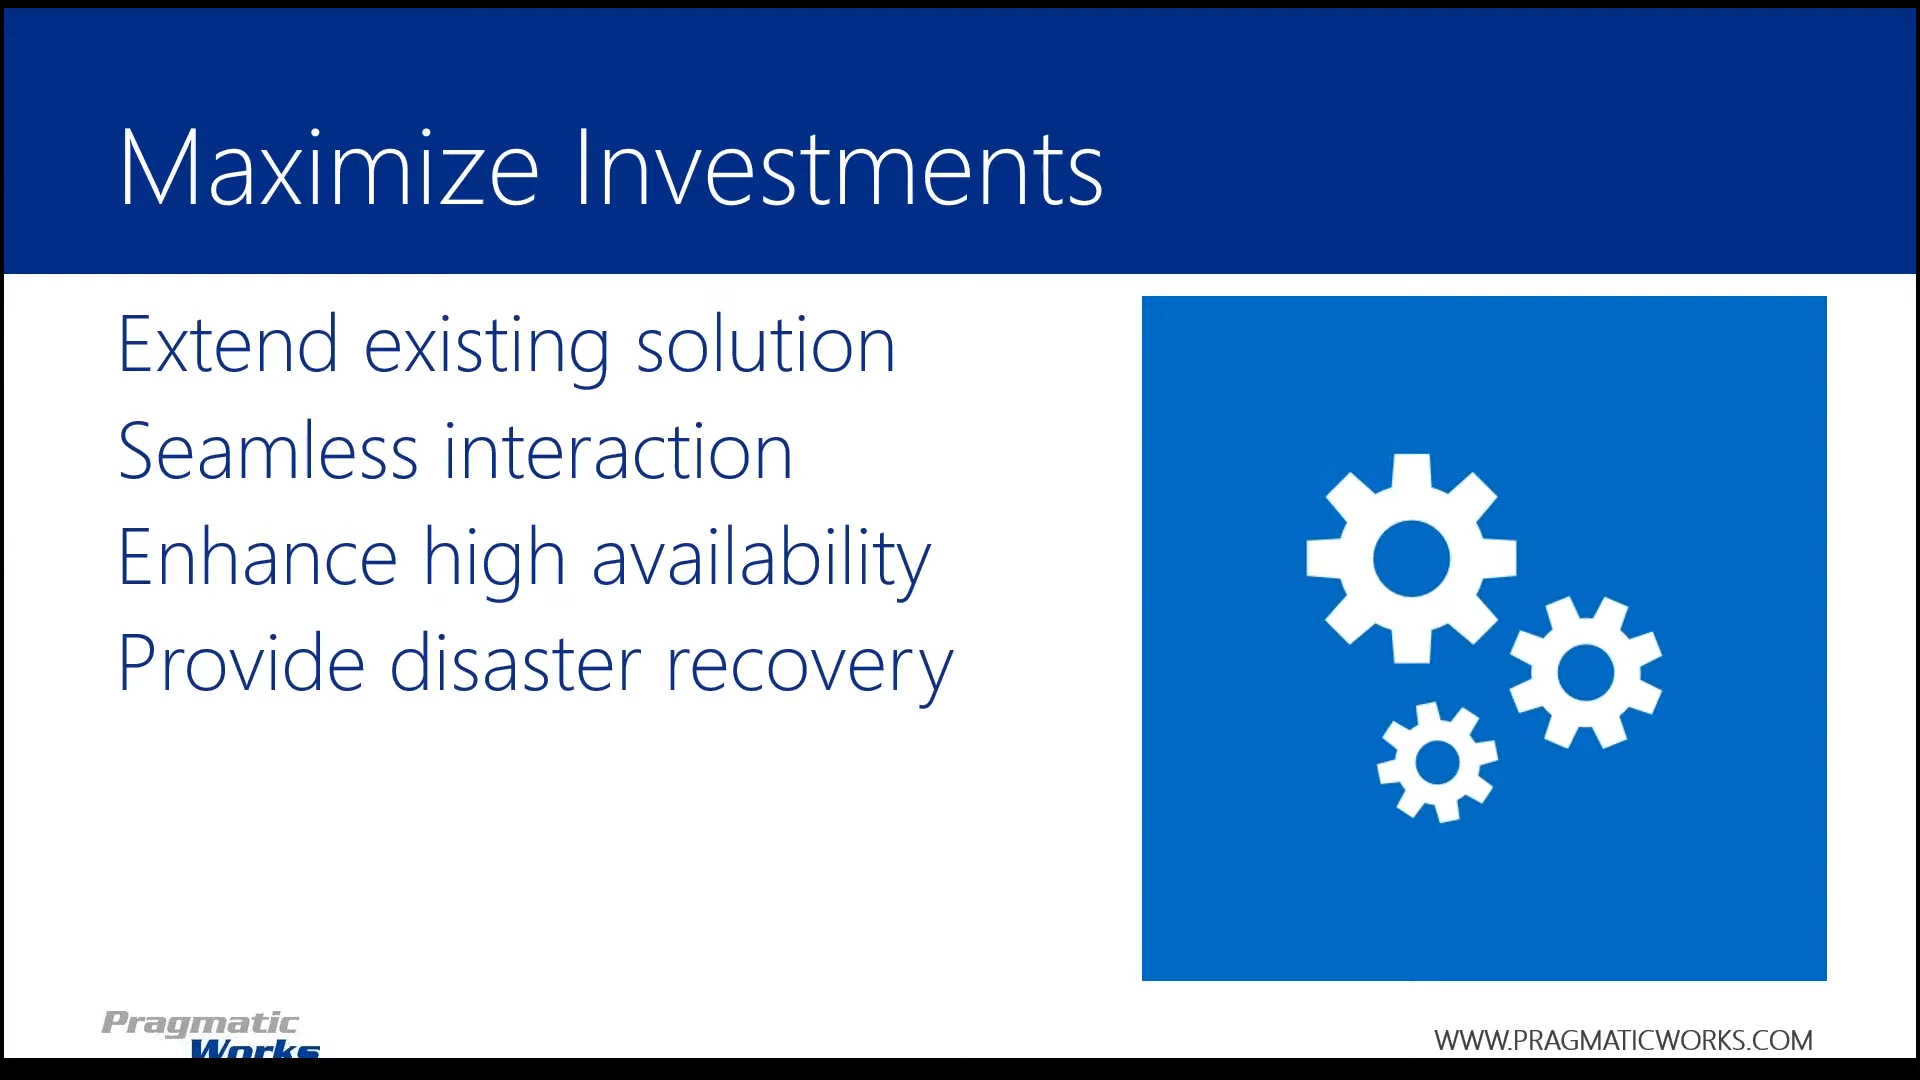 Maximize Investments
Extend existing solution
Seamless interaction
Enhance high availability
Provide disaster recovery
Pragmatic
Works
WWW.PRAGMATICWORKS.COM